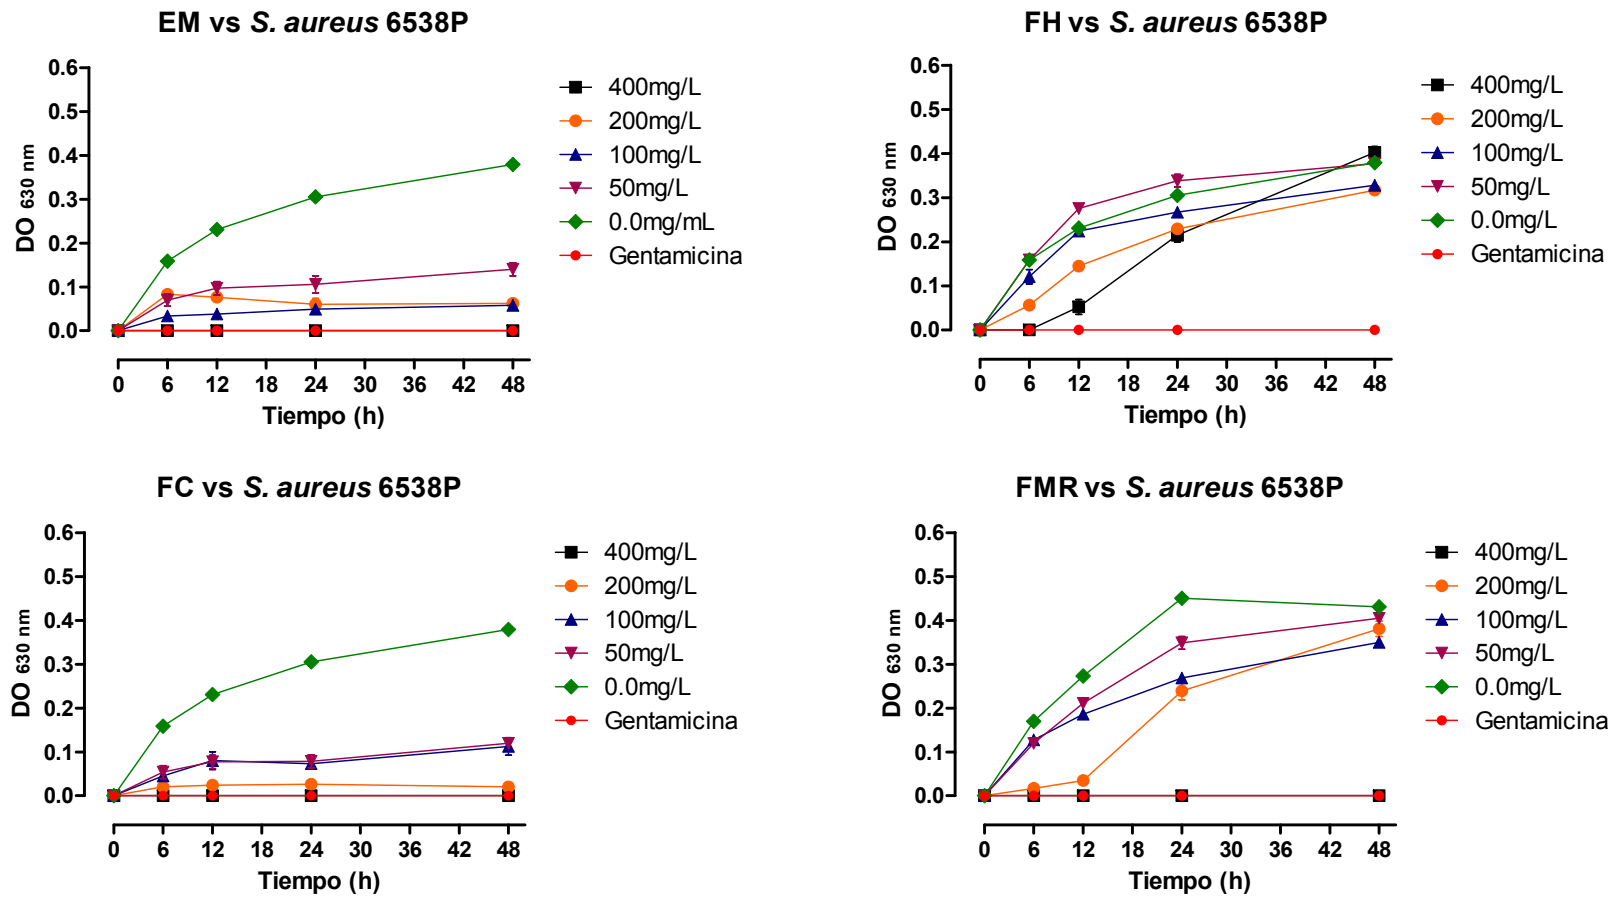 EM vs S. aureus 6538P
0.6
0.5
0.4
0.3
0.2
0.1
0.0
DO 630 nm
0 6 12 18 24 30 36 42 48
Tiempo (h)
400mg/L
200mg/L
100mg/L
50mg/L
0.0mg/mL
Gentamicina
FH vs S. aureus 6538P
0.6
0.5
0.4
0.3
0.2
0.1
0.0
DO 630 nm
0 6 12 18 24 30 36 42 48
Tiempo (h)
400mg/L
200mg/L
100mg/L
50mg/L
0.0mg/L
Gentamicina
FC vs S. aureus 6538P
0.6
0.5
0.4
0.3
0.2
0.1
0.0
DO 630 nm
0 6 12 18 24 30 36 42 48
Tiempo (h)
400mg/L
200mg/L
100mg/L
50mg/L
0.0mg/L
Gentamicina
FMR vs S. aureus 6538P
0.6
0.5
0.4
0.3
0.2
0.1
0.0
DO 630 nm
0 6 12 18 24 30 36 42 48
Tiempo (h)
400mg/L
200mg/L
100mg/L
50mg/L
0.0mg/L
Gentamicina